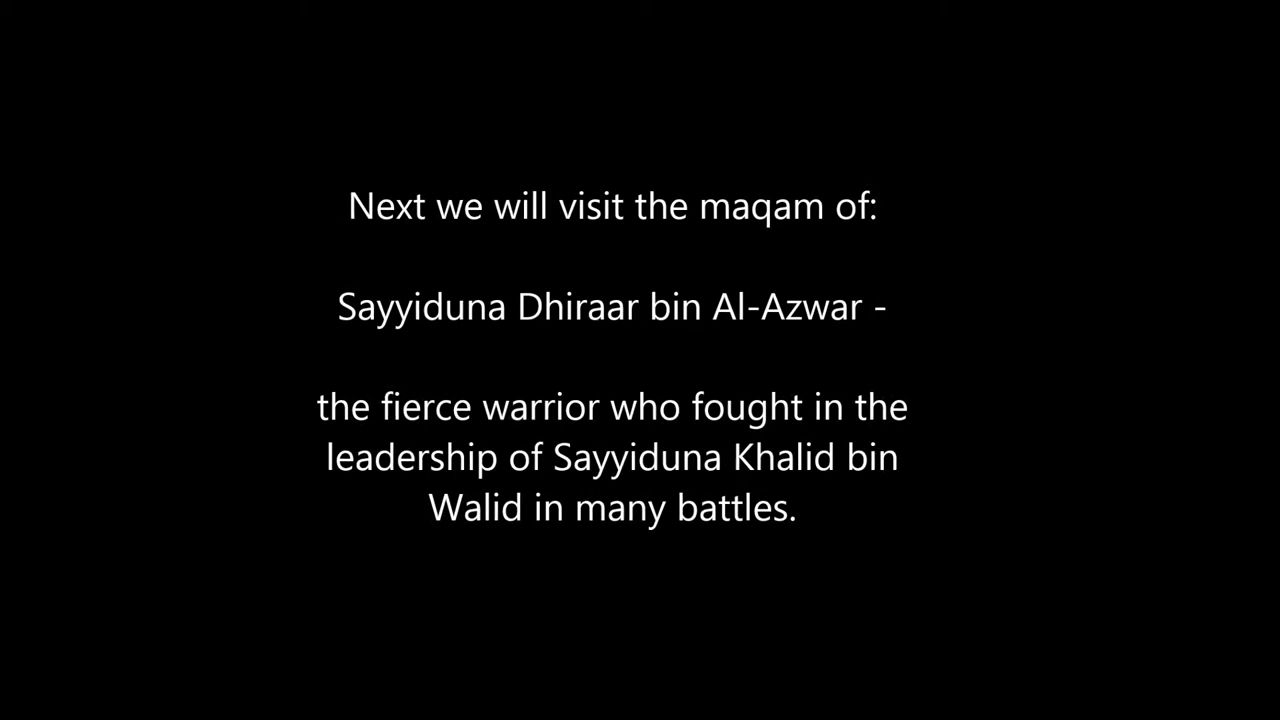 Next we will visit the maqam of:
Sayyiduna Dhiraar bin Al-Azwar -
the fierce warrior who fought in the
leadership of Sayyiduna Khalid bin
Walid in many battles.